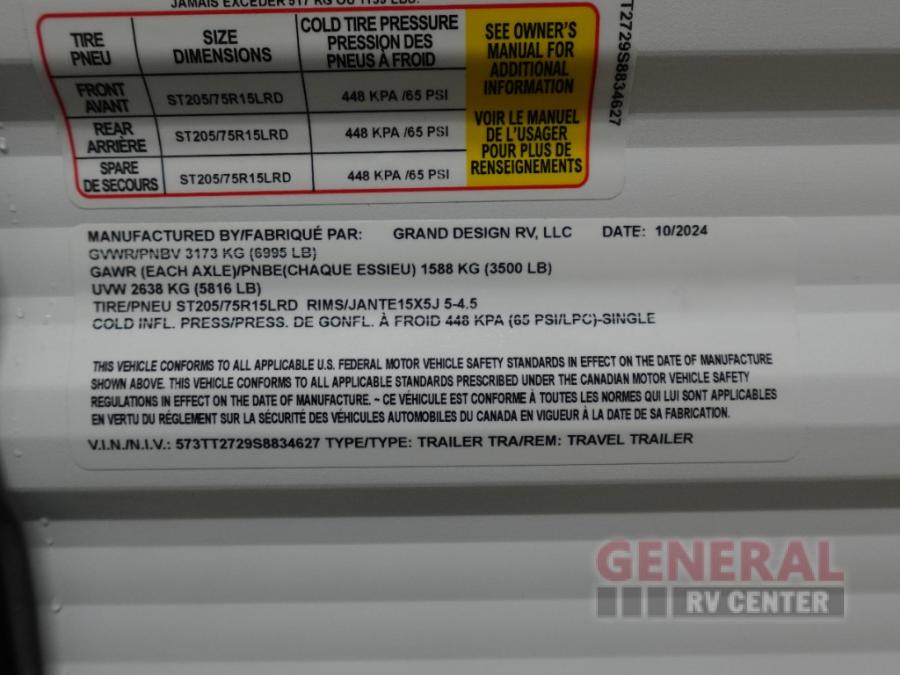 JAMAIS EXCÉDER 517 KG OU 1139 LBS.
TIRE
PNEU
SIZE
DIMENSIONS
COLD TIRE PRESSURE
PRESSION DES
PNEUS À FROID
SEE OWNER'S
MANUAL FOR
ADDITIONAL
INFORMATION
VOIR LE MANUEL
DE L'USAGER
POUR PLUS DE
RENSEIGNEMENTS
FRONT
AVANT
ST205/75R15LRD
448 KPA /65 PSI
REAR
ARRIÈRE
ST205/75R15LRD
448 KPA /65 PSI
SPARE
DE SECOURS
ST205/75R15LRD
448 KPA /65 PSI
T2729S8834627
MANUFACTURED BY/FABRIQUÉ PAR: GRAND DESIGN RV, LLC DATE: 10/2024
GVWR/PNBV 3173 KG (6995 LB)
GAWR (EACH AXLE)/PNBE(CHAQUE ESSIEU) 1588 KG (3500 LB)
UVW 2638 KG (5816 LB)
TIRE/PNEU ST205/75R15LRD RIMS/JANTE15X5J 5-4.5
COLD INFL. PRESS/PRESS. DE GONFL. À FROID 448 KPA (65 PSI/LPC)-SINGLE
THIS VEHICLE CONFORMS TO ALL APPLICABLE U.S. FEDERAL MOTOR VEHICLE SAFETY STANDARDS IN EFFECT ON THE DATE OF MANUFACTURE
SHOWN ABOVE. THIS VEHICLE CONFORMS TO ALL APPLICABLE STANDARDS PRESCRIBED UNDER THE CANADIAN MOTOR VEHICLE SAFETY
REGULATIONS IN EFFECT ON THE DATE OF MANUFACTURE. ~ CE VÉHICULE EST CONFORME À TOUTES LES NORMES QUI LUI SONT APPLICABLES
EN VERTU DU RÉGLEMENT SUR LA SÉCURITÉ DES VÉHICULES AUTOMOBILES DU CANADA EN VIGUEUR À LA DATE DE SA FABRICATION.
V.I.N./N.I.V.: 573TT2729S8834627 TYPE/TYPE: TRAILER TRA/REM: TRAVEL TRAILER
GENERAL
RV CENTER